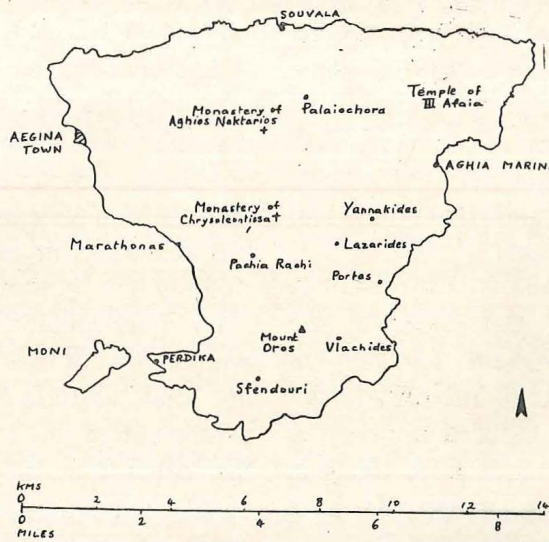 SOUVALA
Temple of
Afaia
Monastery of
Aghios Nektarios
Palaiochora
AEGINA
TOWN
AGHIA MARIN
Monastery of
Chrysoleontissa
Yannakides
Marathonas
Lazarides
Pachia Rachi
Portes
Mount
Oros
Vlachides
MONI
PERDIKA
Sfendouri
KMS
0 2 4 6 8 10 12 14
0 2 4 6 8
MILES